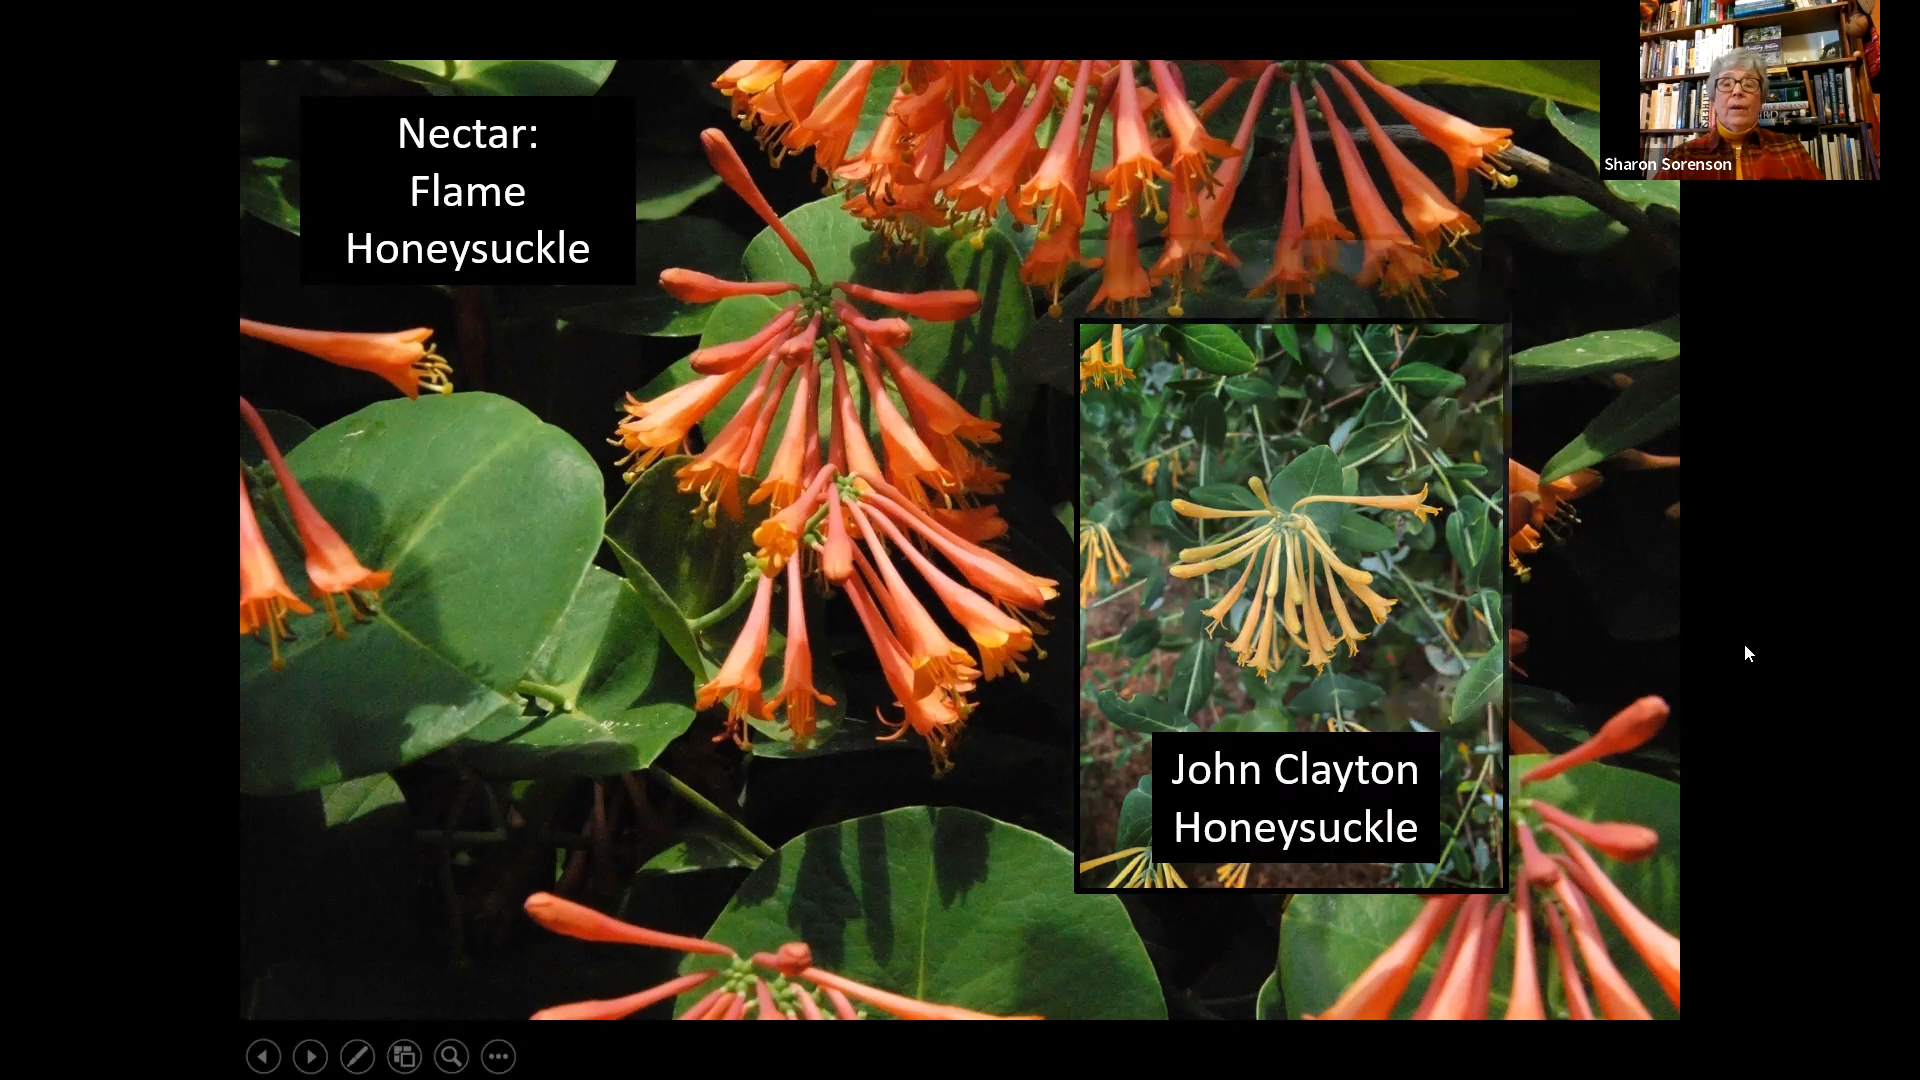 Nectar:
Flame
Honeysuckle
John Clayton
Honeysuckle
Sharon Sorenson